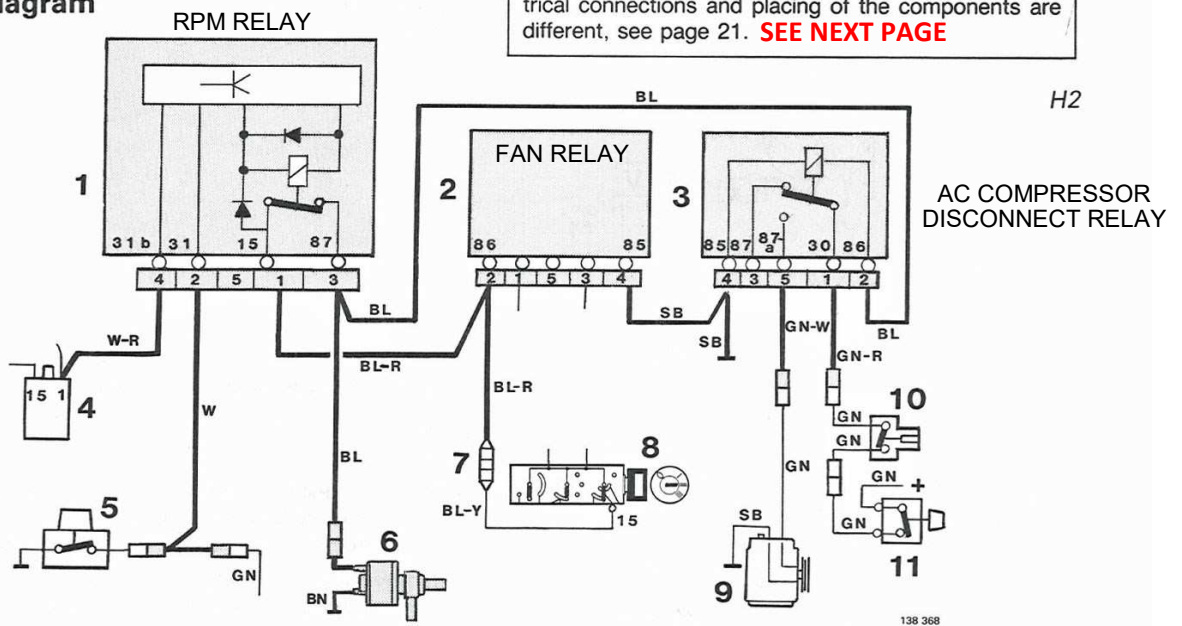 diagram
trical connections and placing of the components are
different, see page 21. SEE NEXT PAGE
RPM RELAY
BL
H2
FAN RELAY
AC COMPRESSOR
DISCONNECT RELAY
1
2
3
31b 31 15 87
86 85
85 87 87-a 30 86
4 2 5 1 3
2 1 5 3 4
4 3 5 1 2
BL
SB
SB
GN-W
BL
W-R
BL-R
GN-R
15 1
4
W
BL-R
10
GN
GN
BL
7
8
GN
GN
+
BL-Y
15
SB
GN
5
6
9
11
GN
BN
138 368